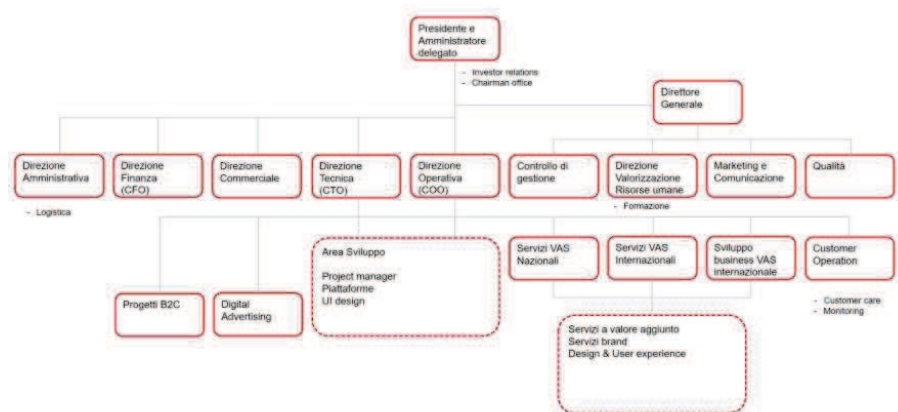 Presidente e
Amministratore
delegato
- Investor relations
- Chairman office
Direttore
Generale
Direzione
Amministrativa
Direzione
Finanza
(CFO)
Direzione
Commerciale
Direzione
Tecnica
(CTO)
Direzione
Operativa
(COO)
Controllo di
gestione
Direzione
Valorizzazione
Risorse umane
Marketing e
Comunicazione
Qualità
- Logistica
- Formazione
Area Sviluppo
Project manager
Piattaforme
UI design
Servizi VAS
Nazionali
Servizi VAS
Internazionali
Sviluppo
business VAS
internazionale
Customer
Operation
Progetti B2C
Digital
Advertising
- Customer care
- Monitoring
Servizi a valore aggiunto
Servizi brand
Design & User experience